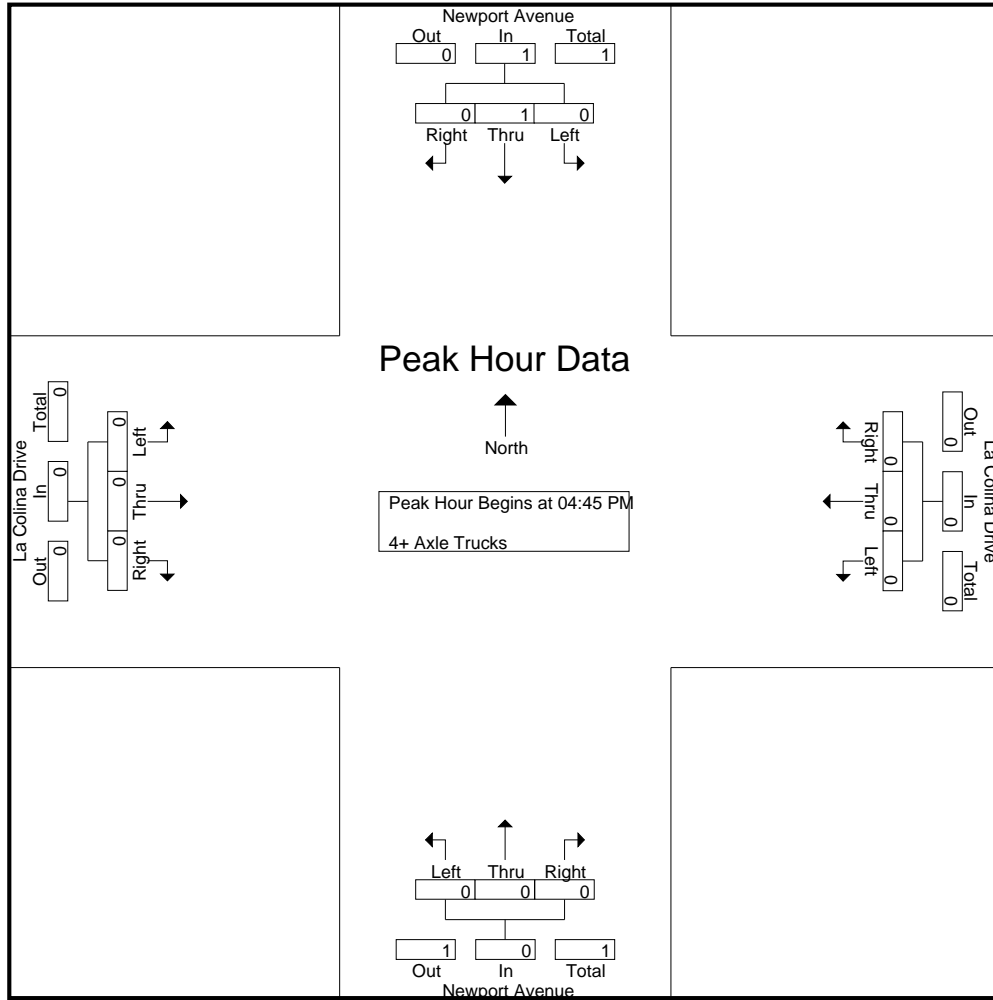 Newport Avenue
Out In Total
0 1 1
0 1 0
Right Thru Left
Peak Hour Data
North
Peak Hour Begins at 04:45 PM
4+ Axle Trucks
La Colina Drive
Total In Out
0 0 0
0 0 0
Left Thru Right
La Colina Drive
Out In Total
0 0 0
0 0 0
Right Thru Left
Left Thru Right
0 0 0
1 0 1
Out In Total
Newport Avenue